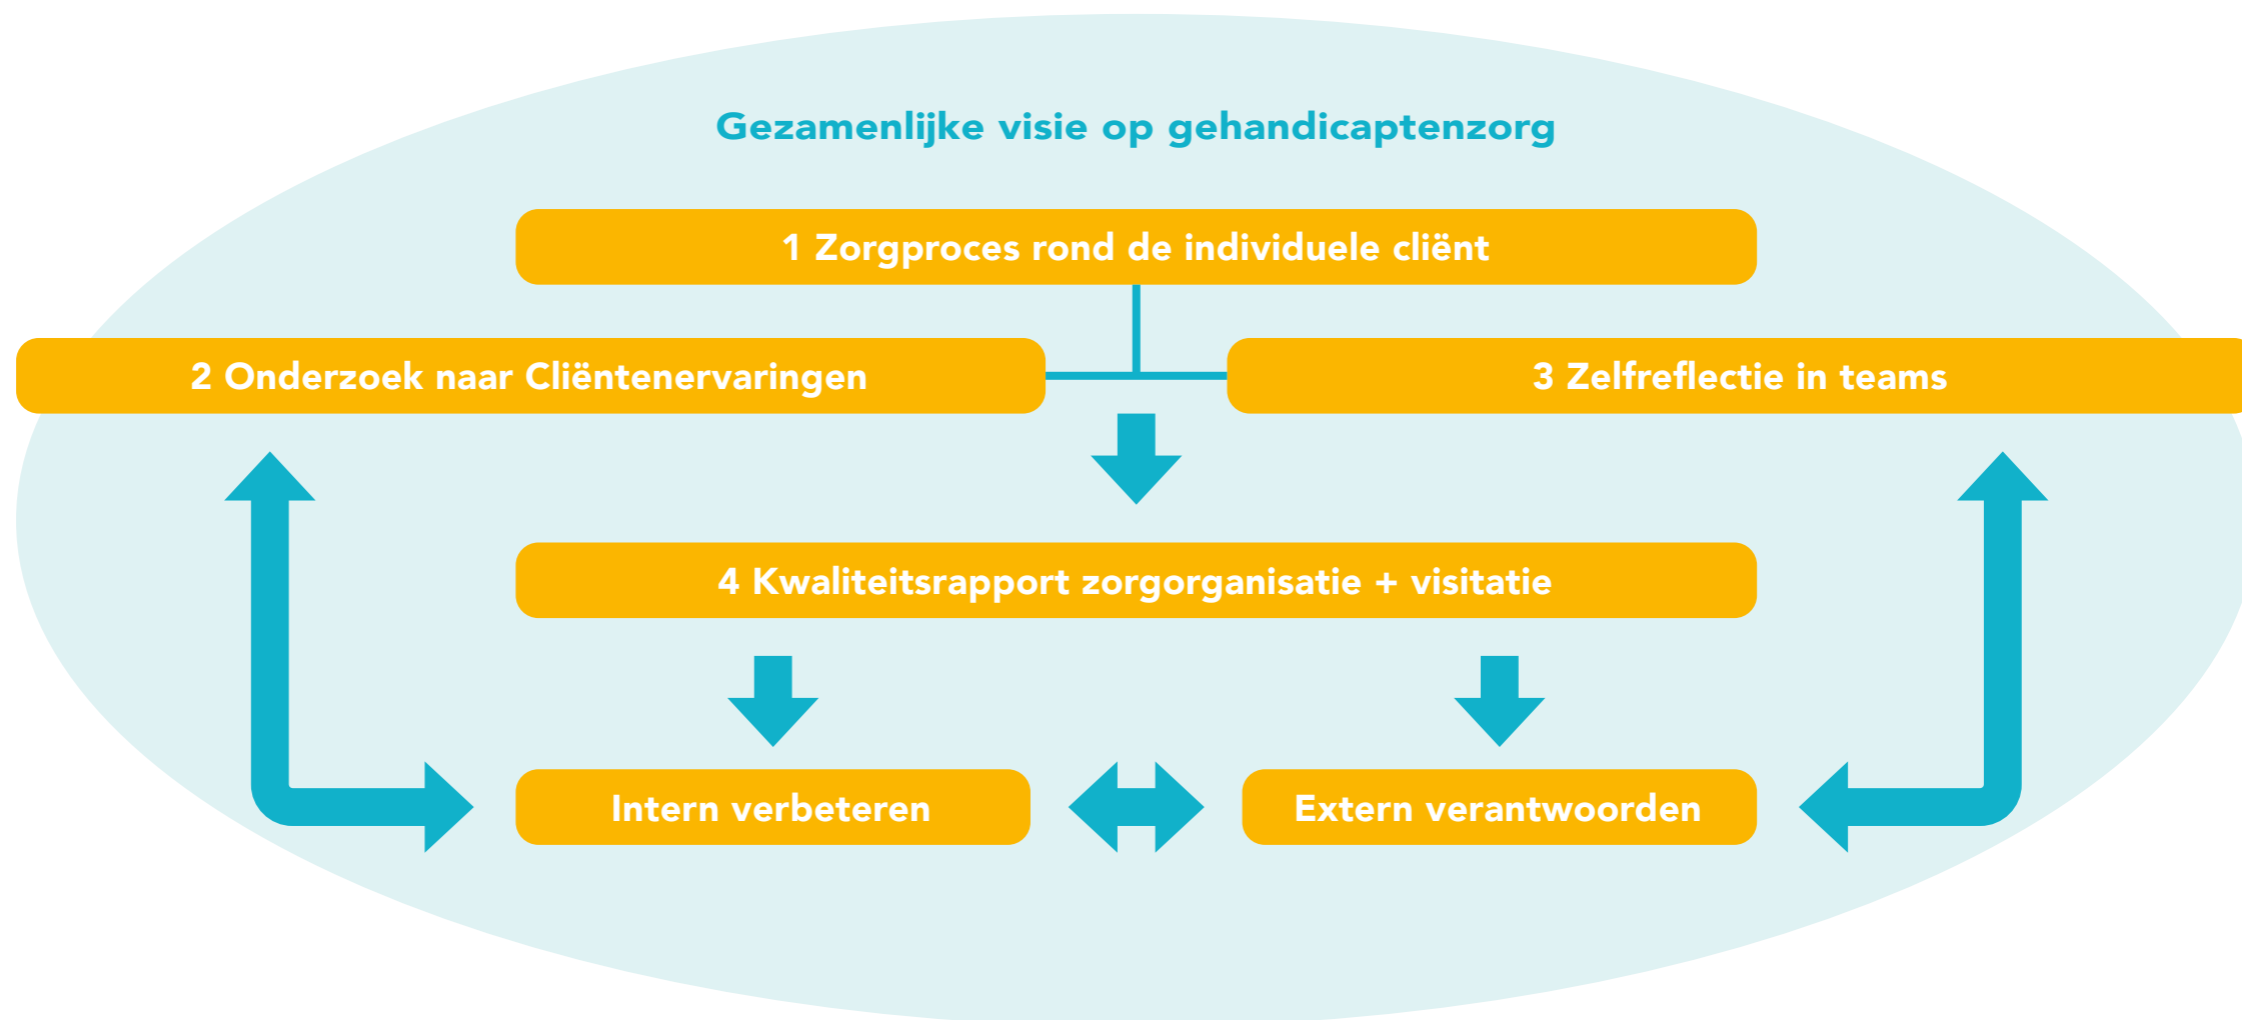 Gezamenlijke visie op gehandicaptenzorg
1 Zorgproces rond de individuele cliënt
2 Onderzoek naar Cliëntenervaringen
3 Zelfreflectie in teams
4 Kwaliteitsrapport zorgorganisatie + visitatie
Intern verbeteren
Extern verantwoorden